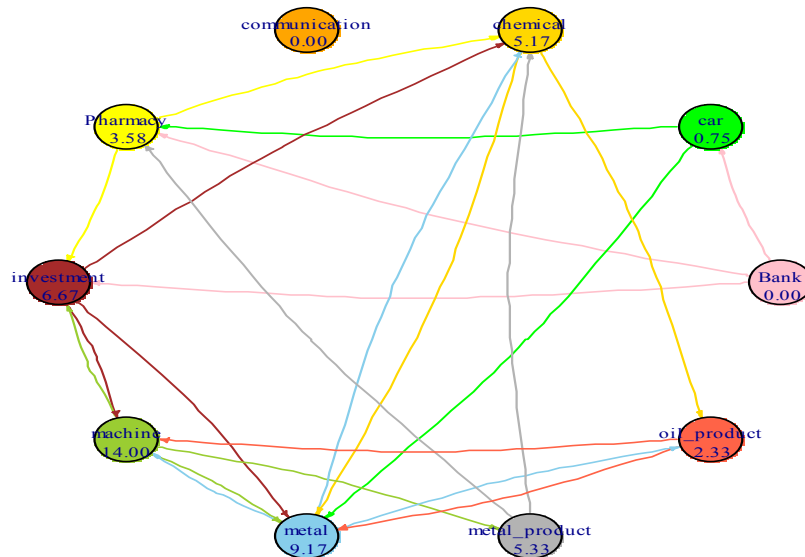 communication
0.00
chemical
5.17
Pharmacy
3.58
car
0.75
investment
6.67
Bank
0.00
machine
14.00
oil_product
2.33
metal
9.17
metal_product
5.33